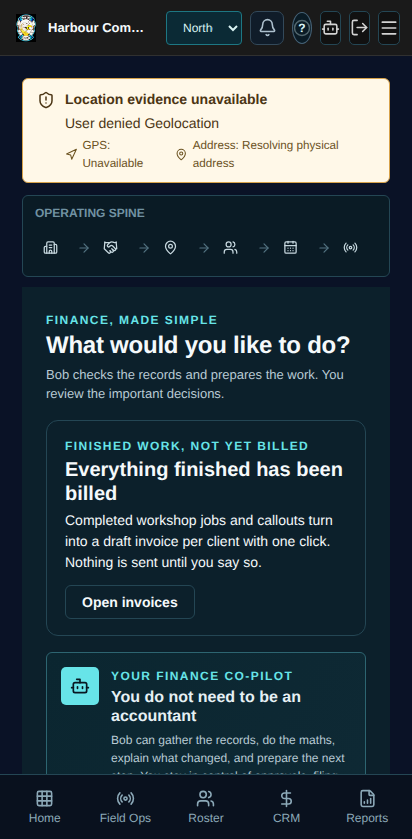 Harbour Com…
North
?
Location evidence unavailable
User denied Geolocation
GPS:
Unavailable
Address: Resolving physical
address
OPERATING SPINE
FINANCE, MADE SIMPLE
What would you like to do?
Bob checks the records and prepares the work. You
review the important decisions.
FINISHED WORK, NOT YET BILLED
Everything finished has been
billed
Completed workshop jobs and callouts turn
into a draft invoice per client with one click.
Nothing is sent until you say so.
Open invoices
YOUR FINANCE CO-PILOT
You do not need to be an
accountant
Bob can gather the records, do the maths,
explain what changed, and prepare the next
Home
Field Ops
Roster
CRM
Reports